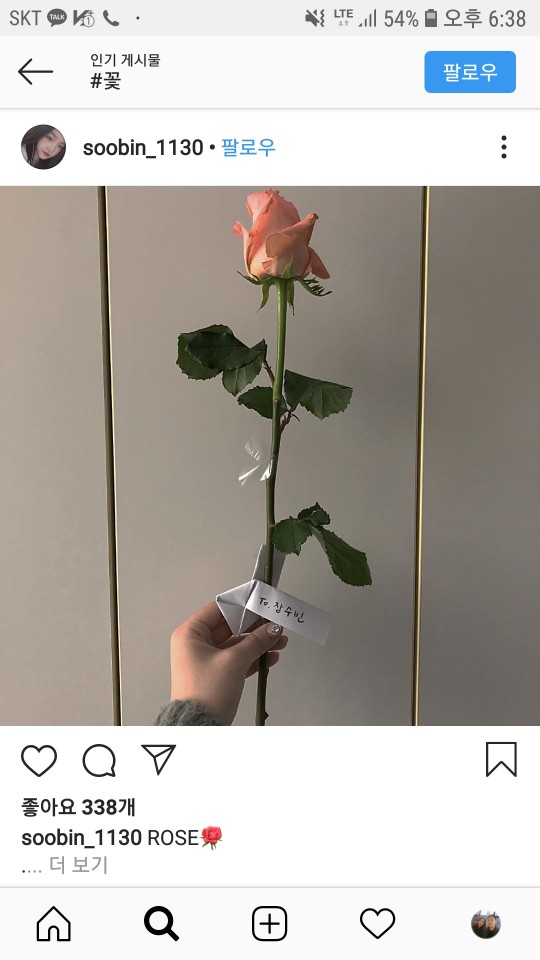 SKT TALK LTE 54% 오후 6:38
인기 게시물
#꽃
팔로우
soobin_1130 • 팔로우
To. 장수빈
좋아요 338개
soobin_1130 ROSE🌹
.... 더 보기